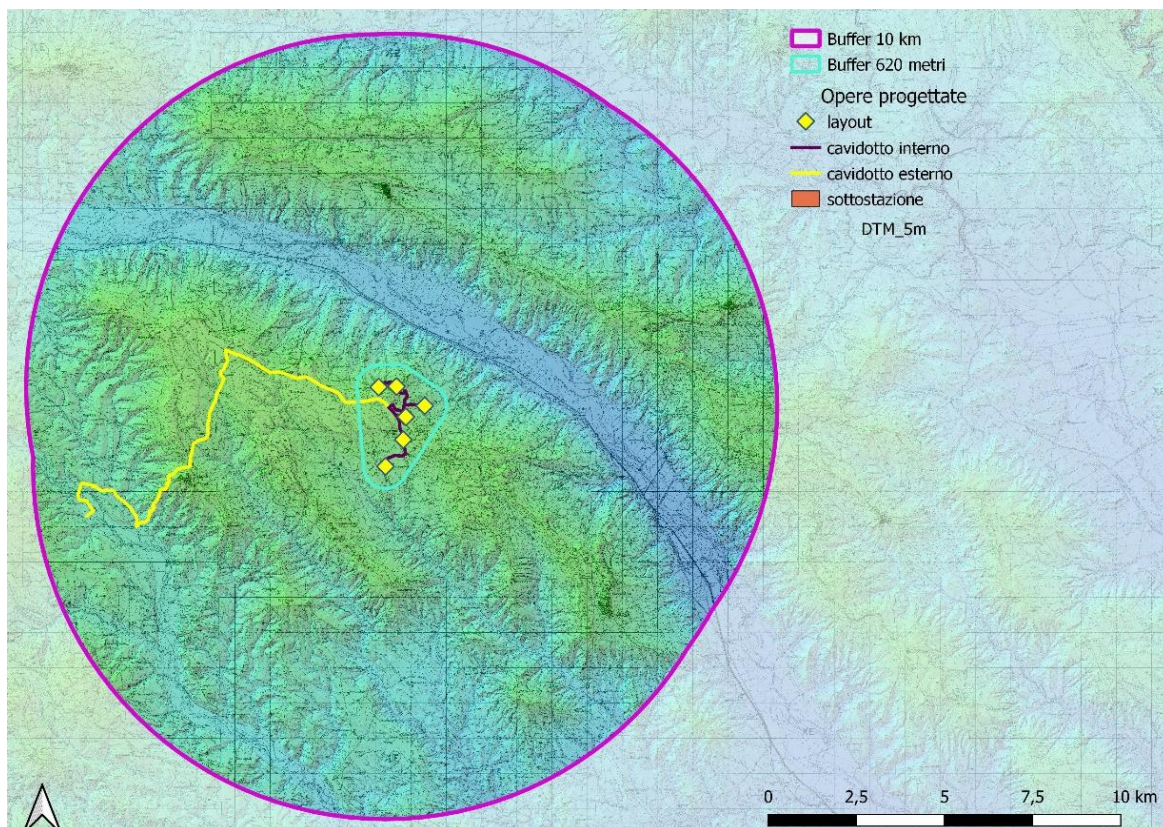 Buffer 10 km
Buffer 620 metri
Opere progettate
layout
cavidotto interno
cavidotto esterno
sottostazione
DTM_5m
0 2,5 5 7,5 10 km